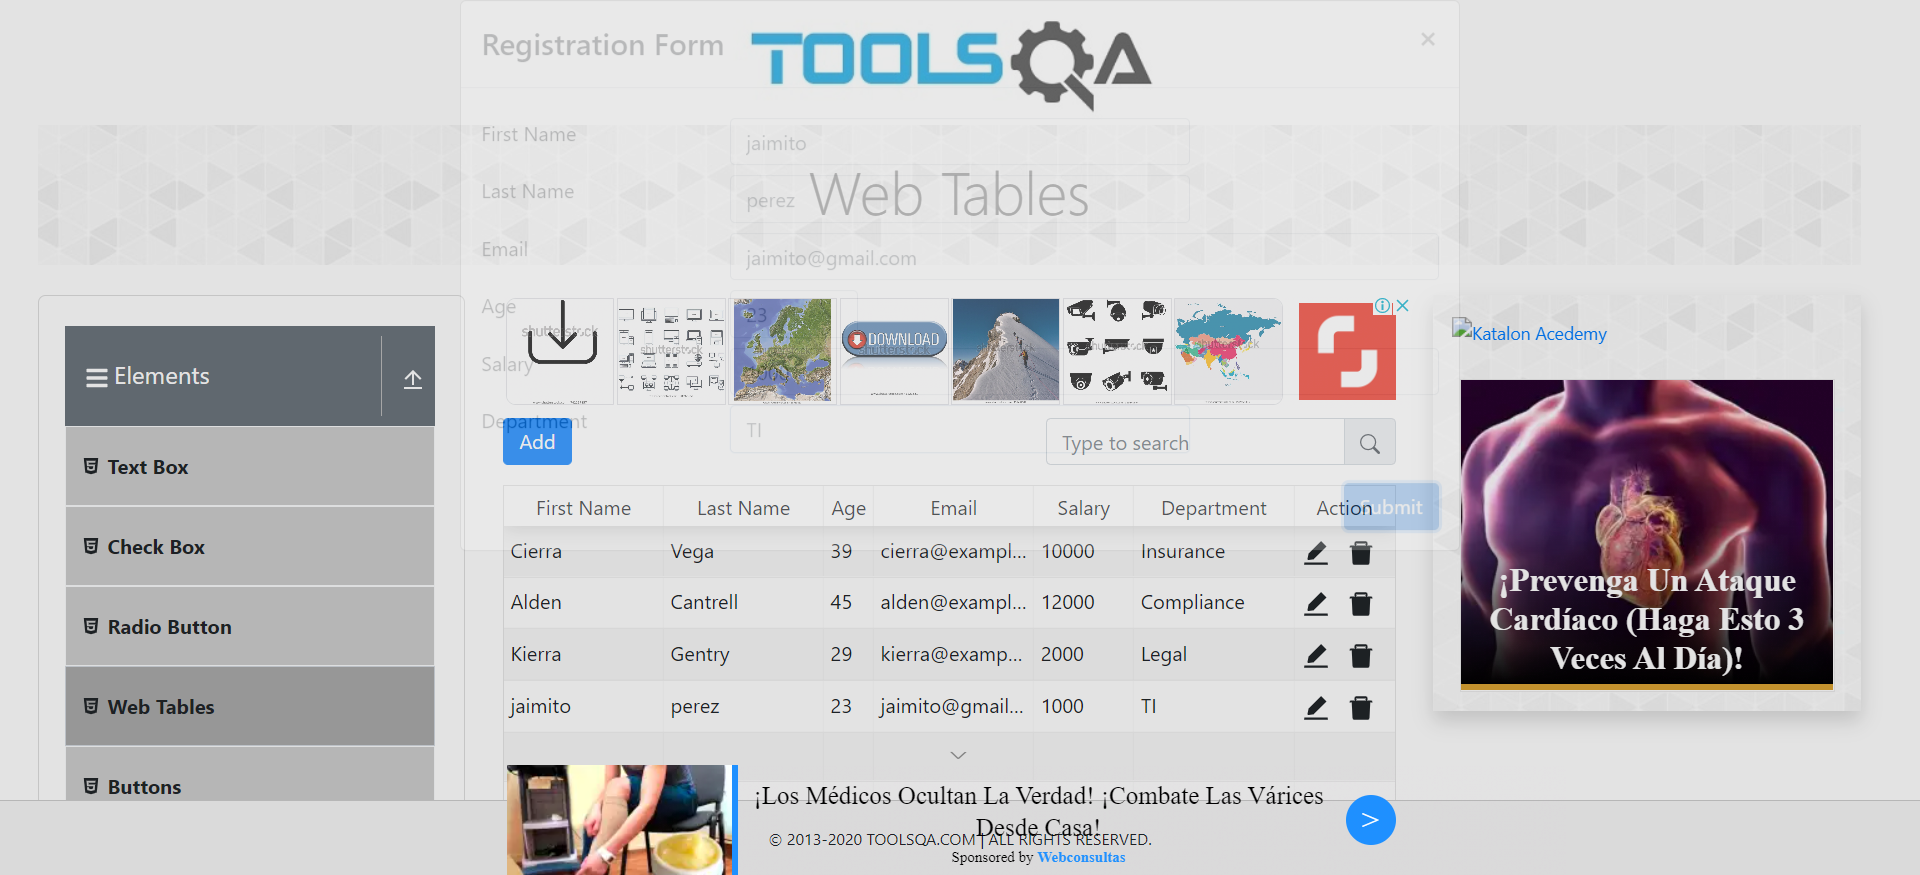 Registration Form
TOOLSQA
×
First Name
jaimito
Last Name
perez
Web Tables
Email
jaimito@gmail.com
Age
23
shutterstock
shutterstock
DOWNLOAD
shutterstock
shutterstock
Salary
Katalon Acedemy
Elements
Department
TI
Add
Type to search
Text Box
Check Box
Radio Button
Web Tables
Buttons
First Name Last Name Age Email Salary Department Action
Submit
Cierra Vega 39 cierra@exampl... 10000 Insurance
Alden Cantrell 45 alden@exampl... 12000 Compliance
Kierra Gentry 29 kierra@examp... 2000 Legal
jaimito perez 23 jaimito@gmail... 1000 TI
¡Prevenga Un Ataque
Cardíaco (Haga Esto 3
Veces Al Día)!
¡Los Médicos Ocultan La Verdad! ¡Combate Las Várices
Desde Casa!
>
© 2013-2020 TOOLSQA.COM | ALL RIGHTS RESERVED.
Sponsored by Webconsultas